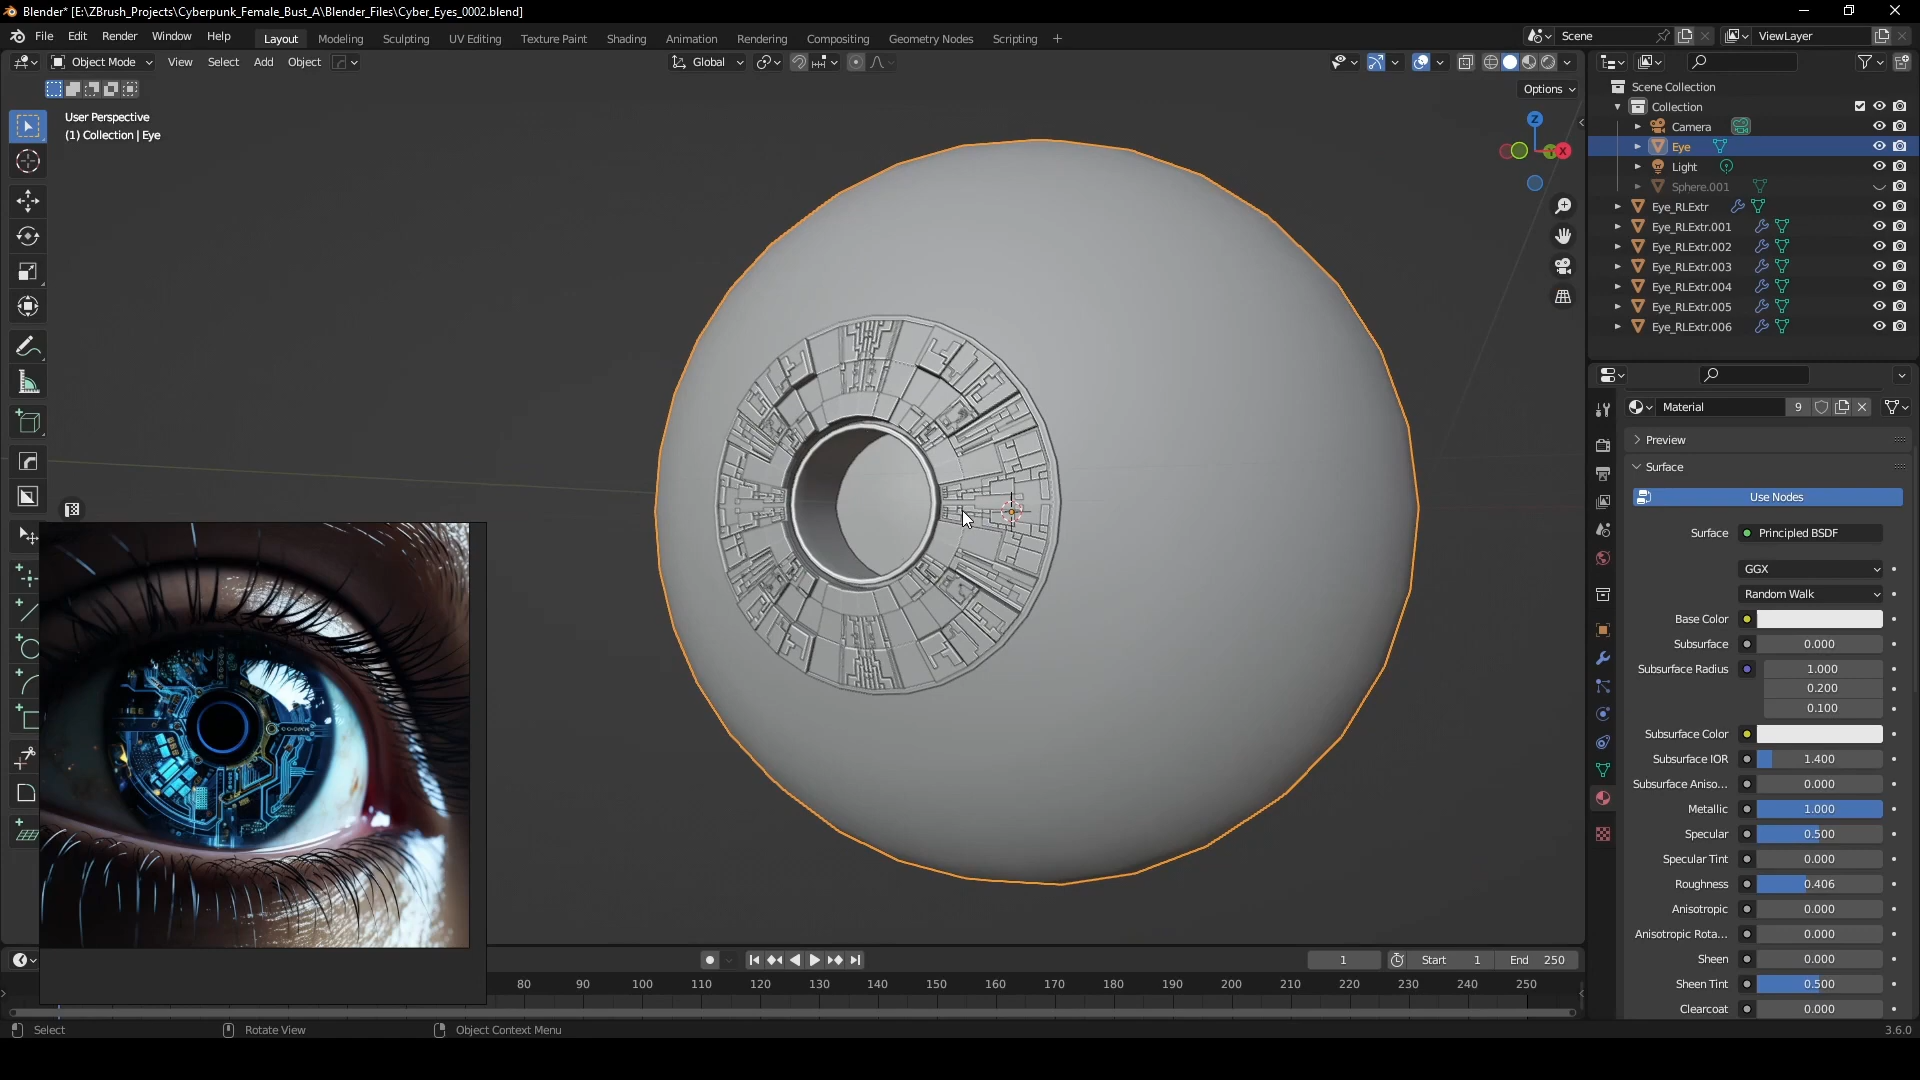 Blender* [E:\ZBrush_Projects\Cyberpunk_Female_Bust_A\Blender_Files\Cyber_Eyes_0002.blend]
File Edit Render Window Help Layout Modeling Sculpting UV Editing Texture Paint Shading Animation Rendering Compositing Geometry Nodes Scripting + Scene ViewLayer
Object Mode View Select Add Object Global
Options
User Perspective
(1) Collection | Eye
Z
Y
X
Scene Collection
Collection
Camera
Eye
Light
Sphere.001
Eye_RLExtr
Eye_RLExtr.001
Eye_RLExtr.002
Eye_RLExtr.003
Eye_RLExtr.004
Eye_RLExtr.005
Eye_RLExtr.006
Material 9
Preview
Surface
Use Nodes
Surface Principled BSDF
GGX
Random Walk
Base Color
Subsurface 0.000
Subsurface Radius 1.000
0.200
0.100
Subsurface Color
Subsurface IOR 1.400
Subsurface Aniso... 0.000
Metallic 1.000
Specular 0.500
Specular Tint 0.000
Roughness 0.406
Anisotropic 0.000
Anisotropic Rota... 0.000
Sheen 0.000
Sheen Tint 0.500
Clearcoat 0.000
1 Start 1 End 250
80 90 100 110 120 130 140 150 160 170 180 190 200 210 220 230 240 250
Select Rotate View Object Context Menu 3.6.0